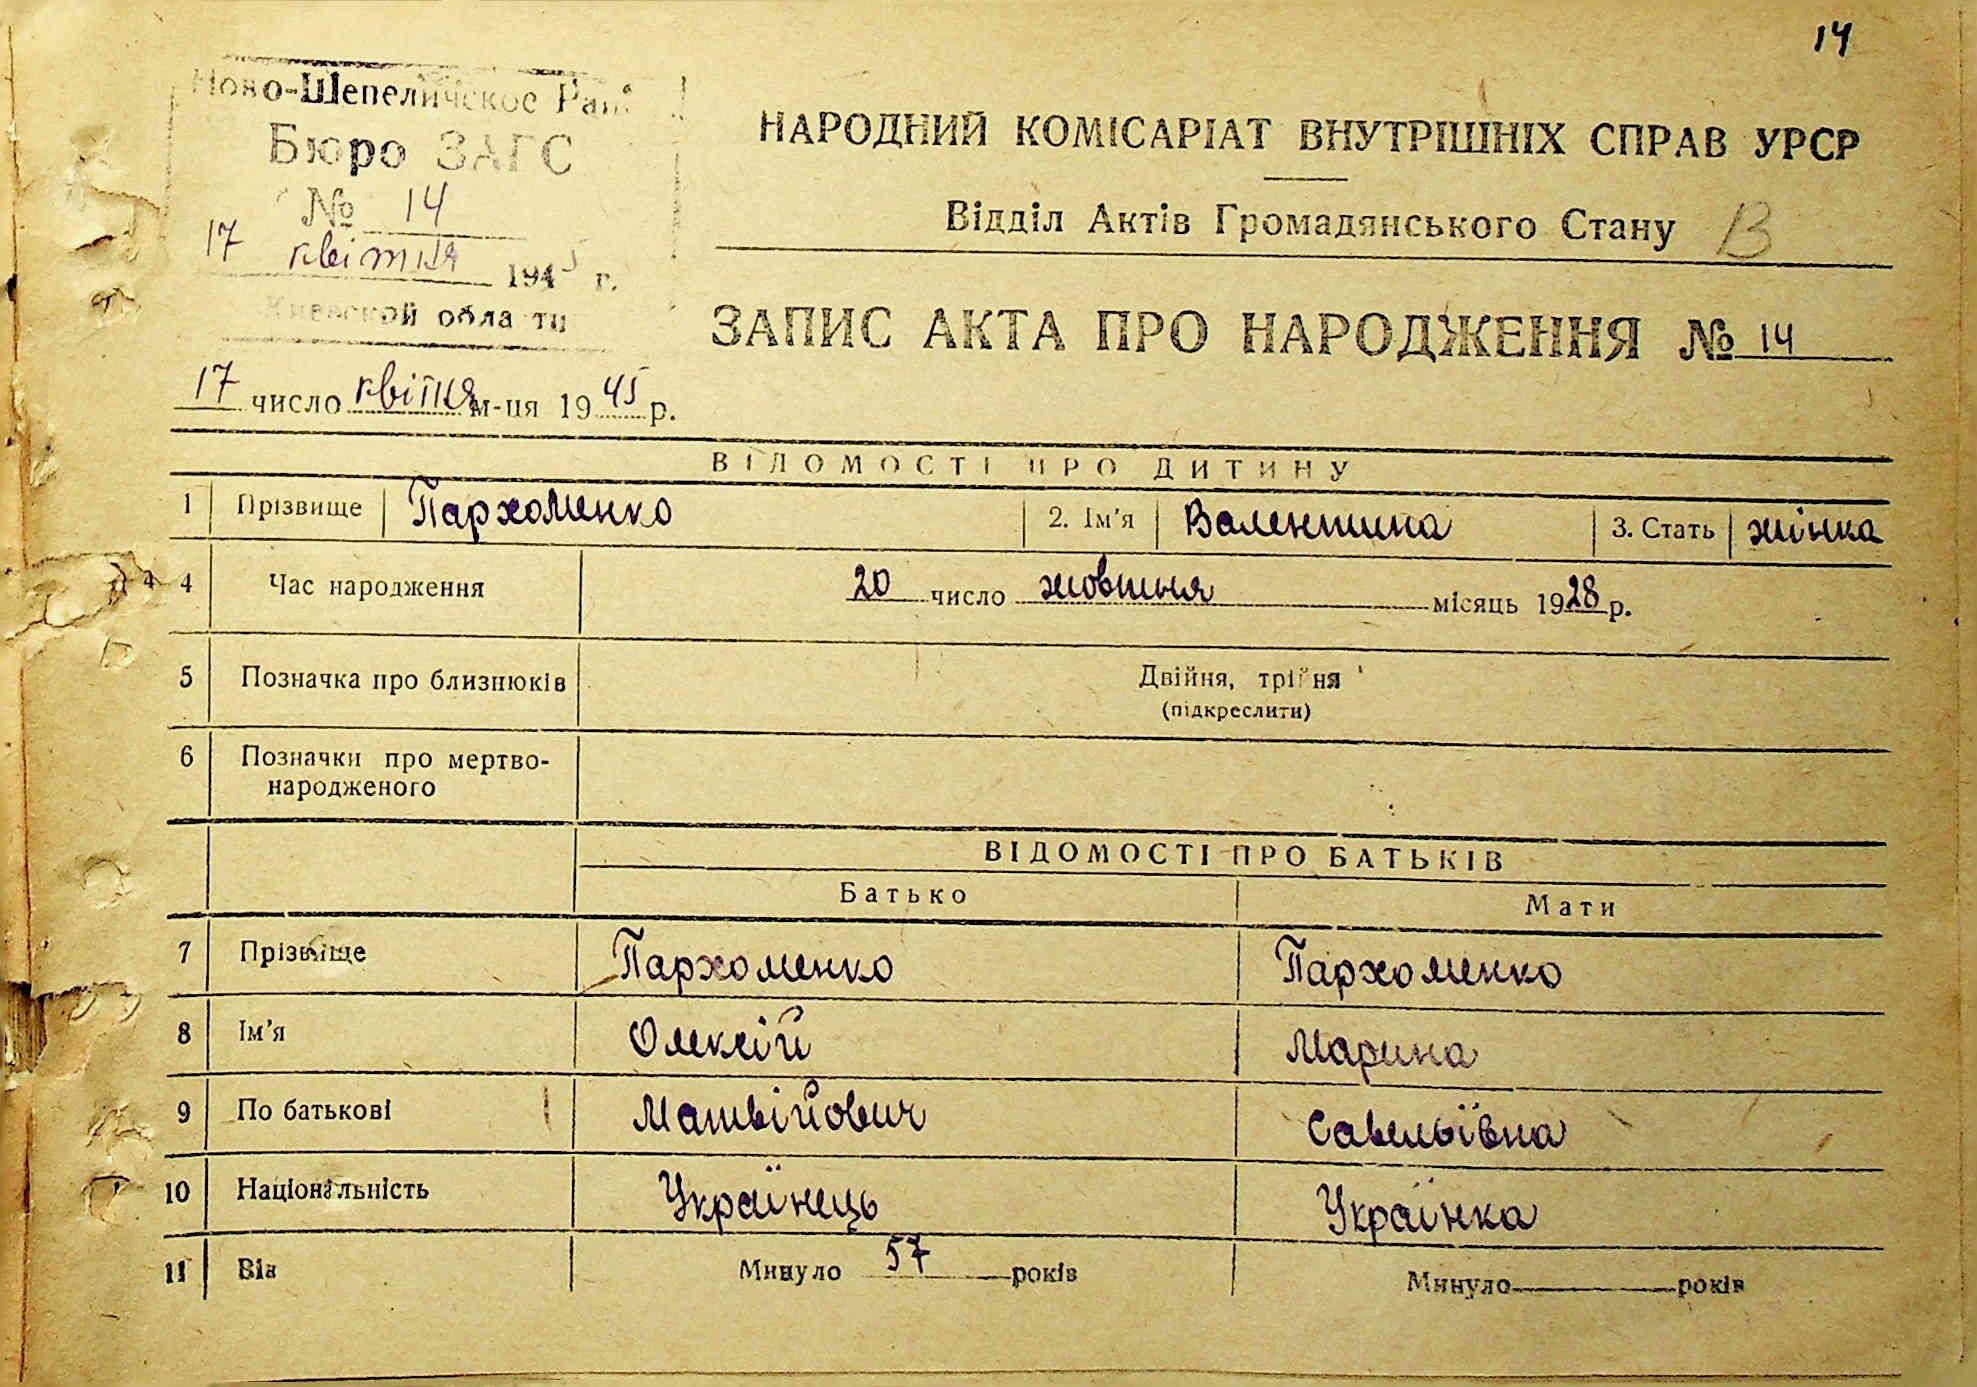 14
Ново-Шепеличское Рай
Бюро ЗАГС
№ 14
17 квітня 1945 г.
Киевской области
НАРОДНИЙ КОМІСАРІАТ ВНУТРІШНІХ СПРАВ УРСР
Відділ Актів Громадянського Стану В
ЗАПИС АКТА ПРО НАРОДЖЕННЯ № 14
17 число квітня м-ця 1945 р.
ВІДОМОСТІ ПРО ДИТИНУ
1 Прізвище Пархоменко 2. Ім'я Валентина 3. Стать жінка
4 4 Час народження 20 число жовтня місяць 1928 р.
5 Позначка про близнюків Двійня, трійня
(підкреслити)
6 Позначки про мертво-
народженого
ВІДОМОСТІ ПРО БАТЬКІВ
Батько Мати
7 Прізвище Пархоменко Пархоменко
8 Ім'я Олексій Марина
9 По батькові Матвійович Савельївна
10 Національність Українець Українка
11 Вік Минуло 57 років Минуло років